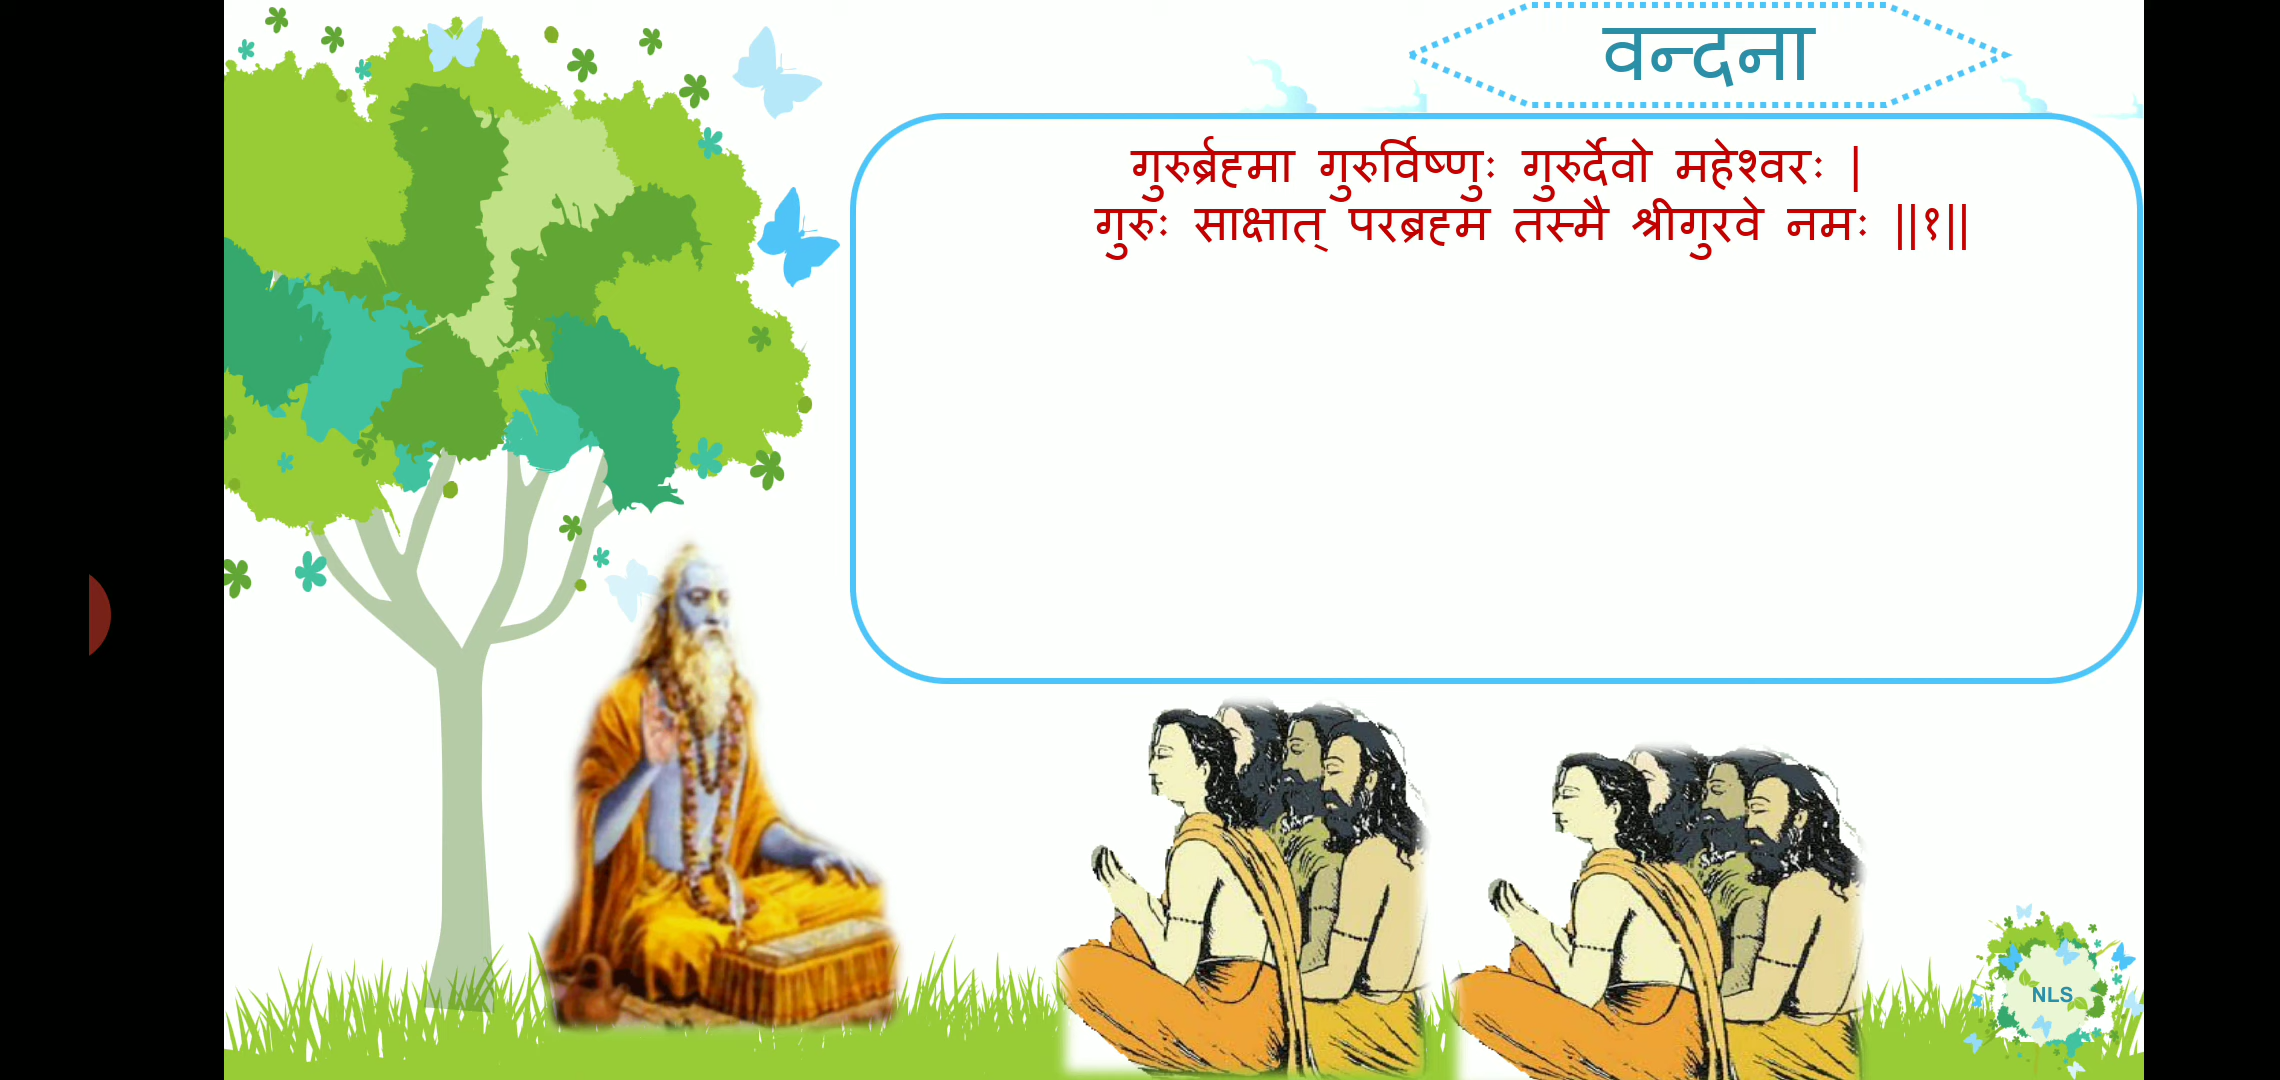 वन्दना
गुरुर्ब्रह्मा गुरुर्विष्णुः गुरुर्देवो महेश्वरः |
गुरुः साक्षात् परब्रह्म तस्मै श्रीगुरवे नमः ||१||
NLS